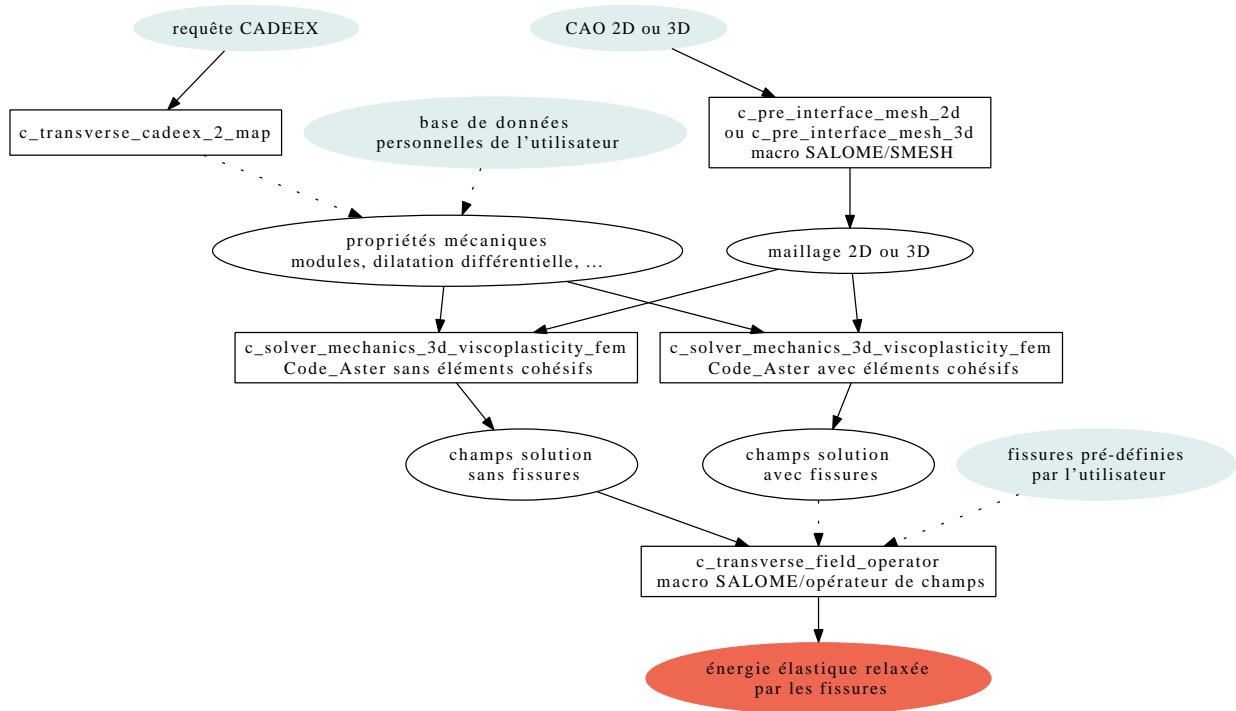 requête CADEEX
CAO 2D ou 3D
c_transverse_cadeex_2_map
base de données
personnelles de l’utilisateur
c_pre_interface_mesh_2d
ou c_pre_interface_mesh_3d
macro SALOME/SMESH
propriétés mécaniques
modules, dilatation différentielle, ...
maillage 2D ou 3D
c_solver_mechanics_3d_viscoplasticity_fem
Code_Aster sans éléments cohésifs
c_solver_mechanics_3d_viscoplasticity_fem
Code_Aster avec éléments cohésifs
champs solution
sans fissures
champs solution
avec fissures
fissures pré-définies
par l’utilisateur
c_transverse_field_operator
macro SALOME/opérateur de champs
énergie élastique relaxée
par les fissures